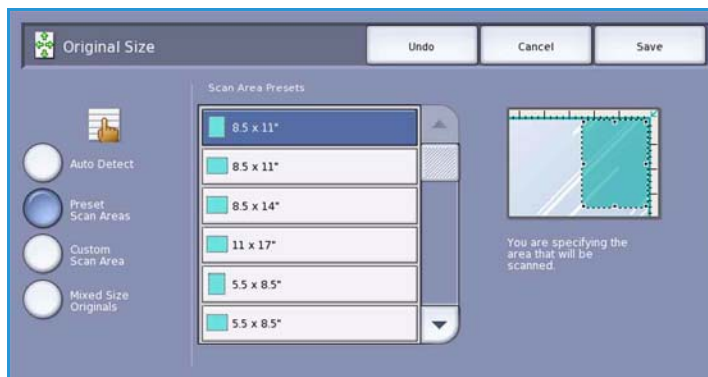 Original Size
Undo
Cancel
Save
Scan Area Presets
Auto Detect
Preset
Scan Areas
Custom
Scan Area
Mixed Size
Originals
8.5 x 11"
8.5 x 11"
8.5 x 14"
11 x 17"
5.5 x 8.5"
5.5 x 8.5"
You are specifying the
area that will be
scanned.